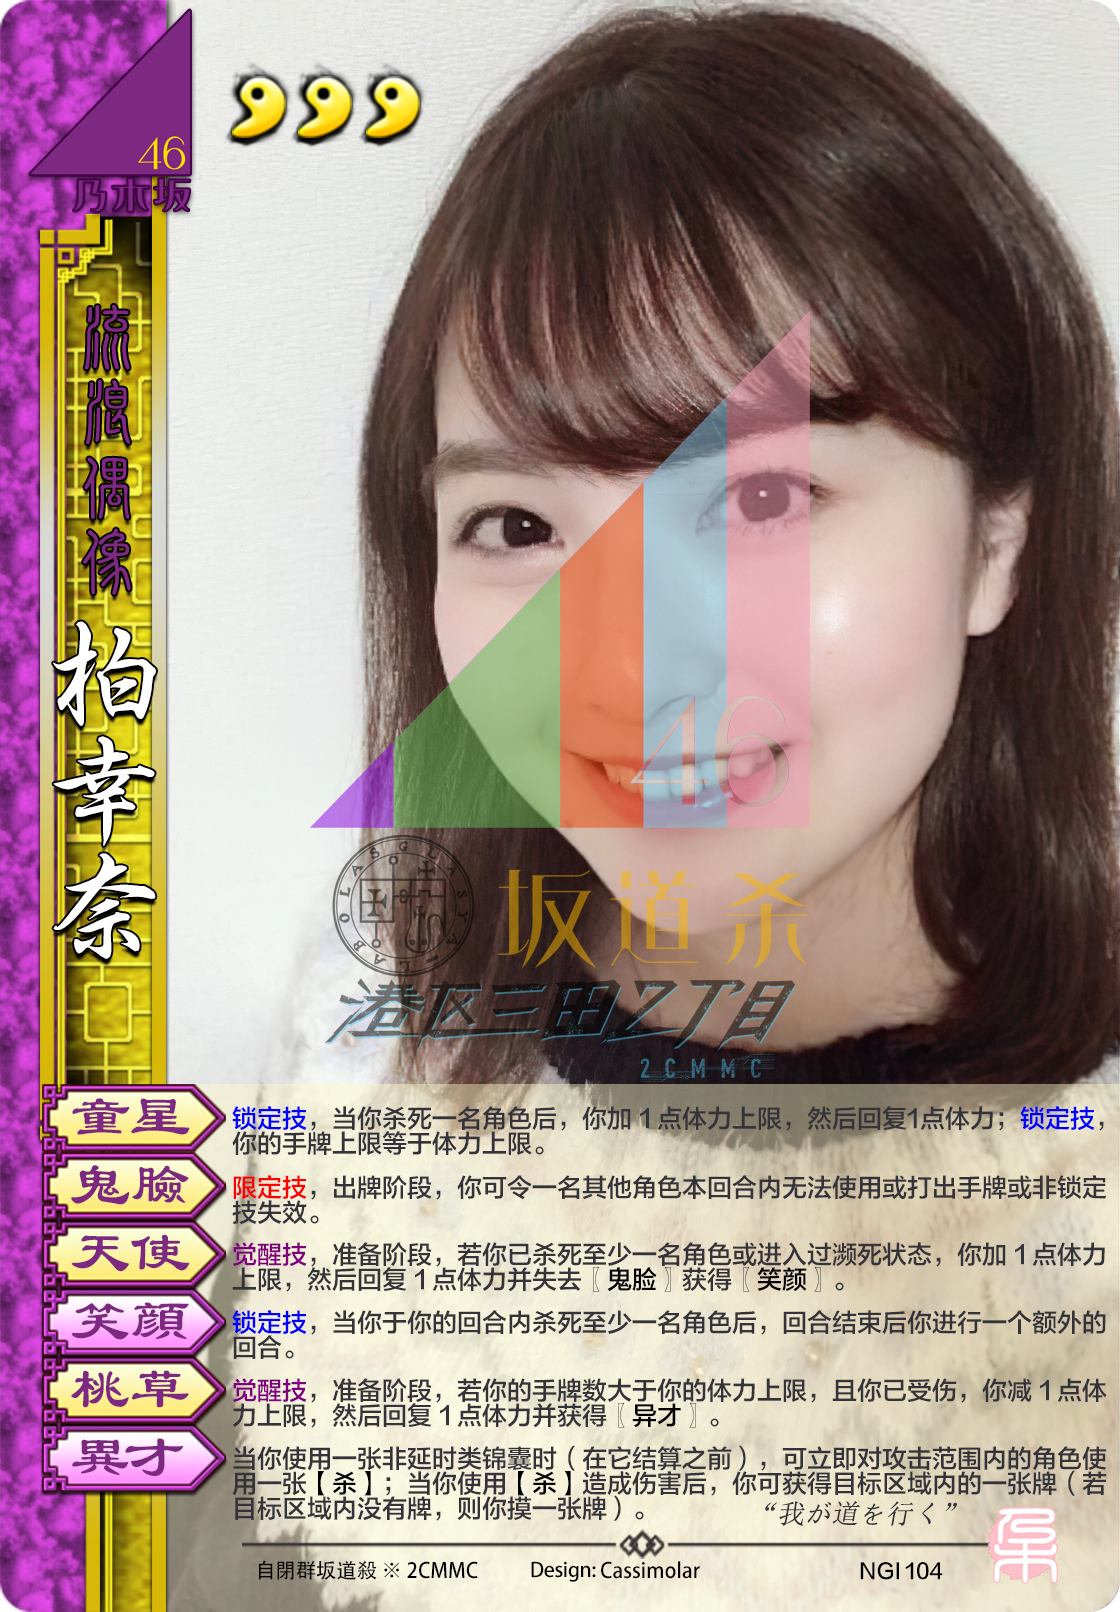 46
乃木坂
流浪偶像
柏幸奈
46
GLASYALABOLAS
坂道杀
港区三田2丁目
2CMMC
童星
锁定技，当你杀死一名角色后，你加1点体力上限，然后回复1点体力；锁定技，
你的手牌上限等于体力上限。
鬼臉
限定技，出牌阶段，你可令一名其他角色本回合内无法使用或打出手牌或非锁定
技失效。
天使
觉醒技，准备阶段，若你已杀死至少一名角色或进入过濒死状态，你加1点体力
上限，然后回复1点体力并失去〖鬼脸〗获得〖笑颜〗。
笑顔
锁定技，当你于你的回合内杀死至少一名角色后，回合结束后你进行一个额外的
回合。
桃草
觉醒技，准备阶段，若你的手牌数大于你的体力上限，且你已受伤，你减1点体
力上限，然后回复1点体力并获得〖异才〗。
異才
当你使用一张非延时类锦囊时（在它结算之前），可立即对攻击范围内的角色使
用一张【杀】；当你使用【杀】造成伤害后，你可获得目标区域内的一张牌（若
目标区域内没有牌，则你摸一张牌）。
“我が道を行く”
自閉群坂道殺 ※ 2CMMC
Design: Cassimolar
NGI104